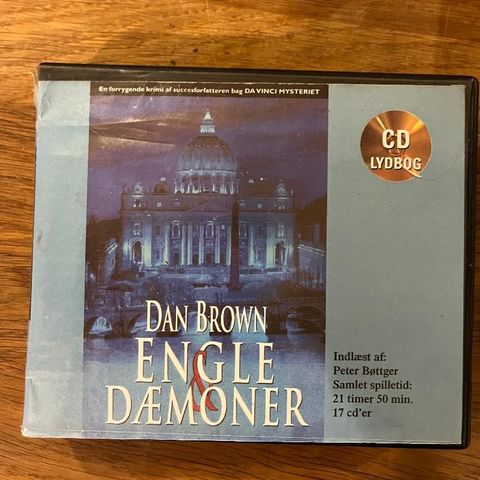 En forrygende krimi af succesforfatteren bag DA VINCI MYSTERIET
CD
LYDBOG
DAN BROWN
ENGLE
&
DÆMONER
Indlæst af:
Peter Bøttger
Samlet spilletid:
21 timer 50 min.
17 cd'er